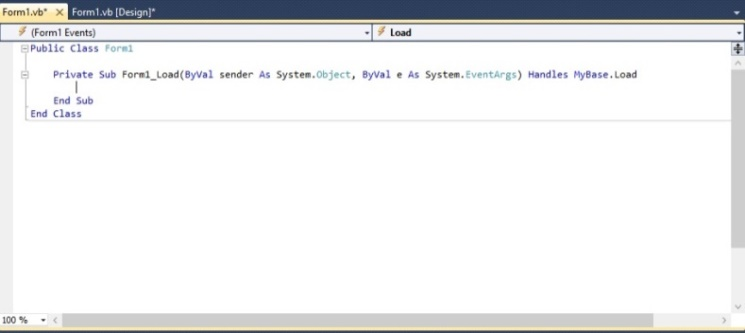 Form1.vb* Form1.vb [Design]*
(Form1 Events) Load
Public Class Form1
Private Sub Form1_Load(ByVal sender As System.Object, ByVal e As System.EventArgs) Handles MyBase.Load
End Sub
End Class
100 %